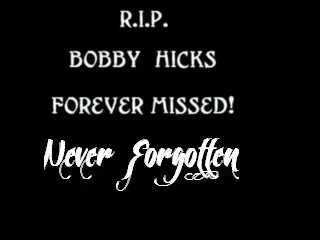 R.I.P.
BOBBY HICKS
FOREVER MISSED!
Never Forgotten